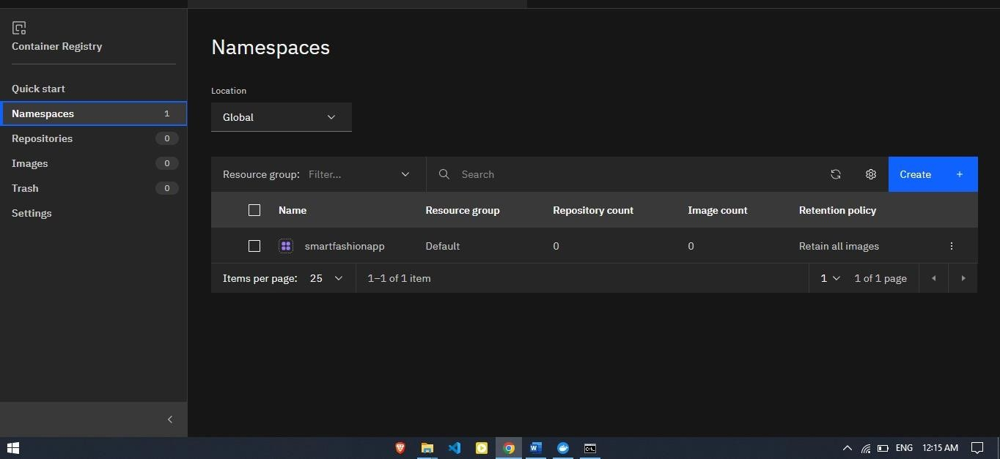 Container Registry
Quick start
Namespaces 1
Repositories 0
Images 0
Trash 0
Settings
Namespaces
Location
Global
Resource group: Filter... Search Create +
Name Resource group Repository count Image count Retention policy
smartfashionapp Default 0 0 Retain all images
Items per page: 25 1–1 of 1 item 1 1 of 1 page
ENG 12:15 AM